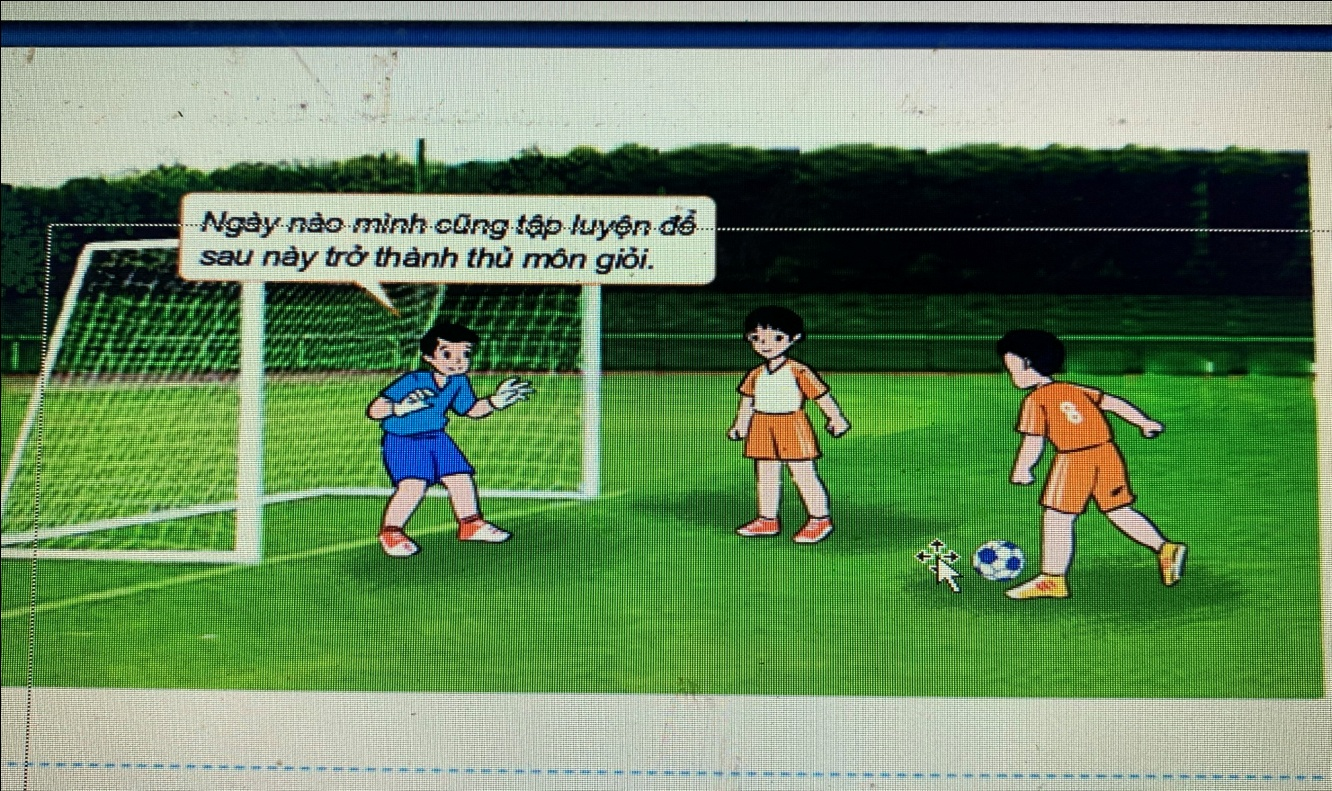 Ngày nào mình cũng tập luyện để
sau này trở thành thủ môn giỏi.
8